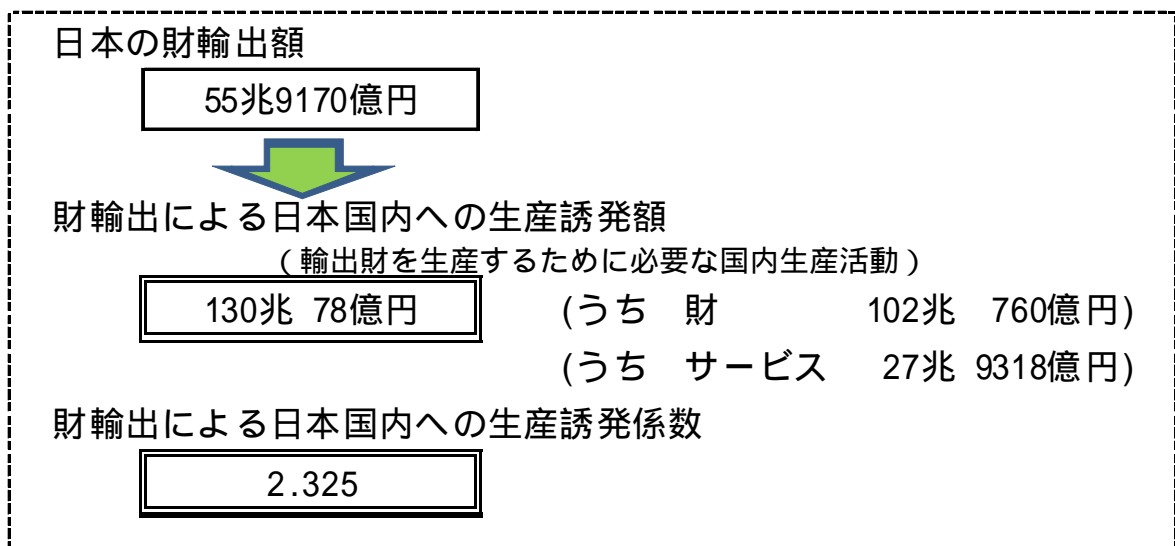 日本の財輸出額
55兆9170億円
財輸出による日本国内への生産誘発額
(輸出財を生産するために必要な国内生産活動)
130兆 78億円 (うち 財 102兆 760億円)
(うち サービス 27兆 9318億円)
財輸出による日本国内への生産誘発係数
2.325